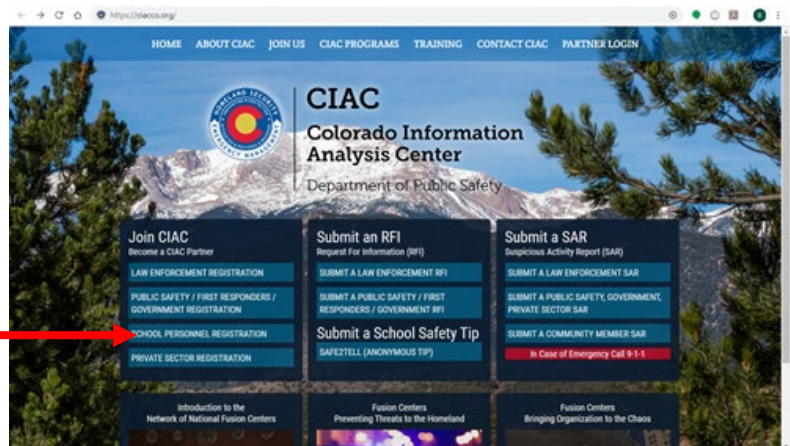 https://ciacco.org/
HOME ABOUT CIAC JOIN US CIAC PROGRAMS TRAINING CONTACT CIAC PARTNER LOGIN
HOMELAND SECURITY
EMERGENCY MANAGEMENT
CIAC
Colorado Information
Analysis Center
Department of Public Safety
Join CIAC
Become a CIAC Partner
LAW ENFORCEMENT REGISTRATION
PUBLIC SAFETY / FIRST RESPONDERS /
GOVERNMENT REGISTRATION
SCHOOL PERSONNEL REGISTRATION
PRIVATE SECTOR REGISTRATION
Submit an RFI
Request For Information (RFI)
SUBMIT A LAW ENFORCEMENT RFI
SUBMIT A PUBLIC SAFETY / FIRST
RESPONDERS / GOVERNMENT RFI
Submit a School Safety Tip
SAFE2TELL (ANONYMOUS TIP)
Submit a SAR
Suspicious Activity Report (SAR)
SUBMIT A LAW ENFORCEMENT SAR
SUBMIT A PUBLIC SAFETY, GOVERNMENT,
PRIVATE SECTOR SAR
SUBMIT A COMMUNITY MEMBER SAR
In Case of Emergency Call 9-1-1
Introduction to the
Network of National Fusion Centers
Fusion Centers
Preventing Threats to the Homeland
Fusion Centers
Bringing Organization to the Chaos